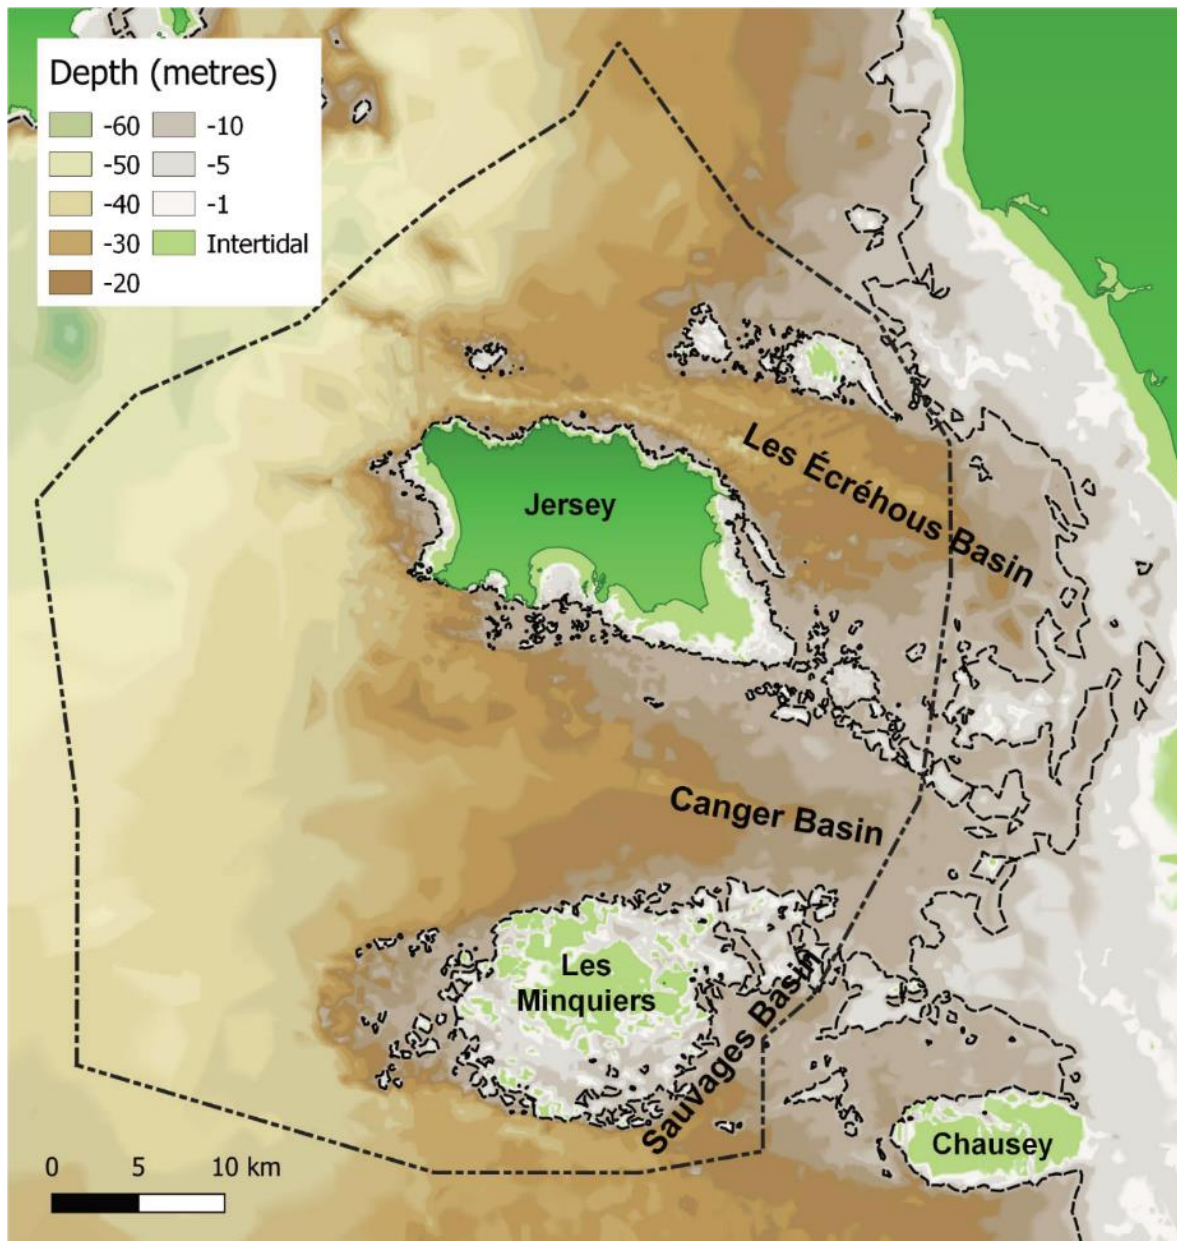 Depth (metres)
-60 -10
-50 -5
-40 -1
-30 Intertidal
-20
Les Écréhous Basin
Jersey
Canger Basin
Les
Minquiers
Sauvages Basin
Chausey
0 5 10 km